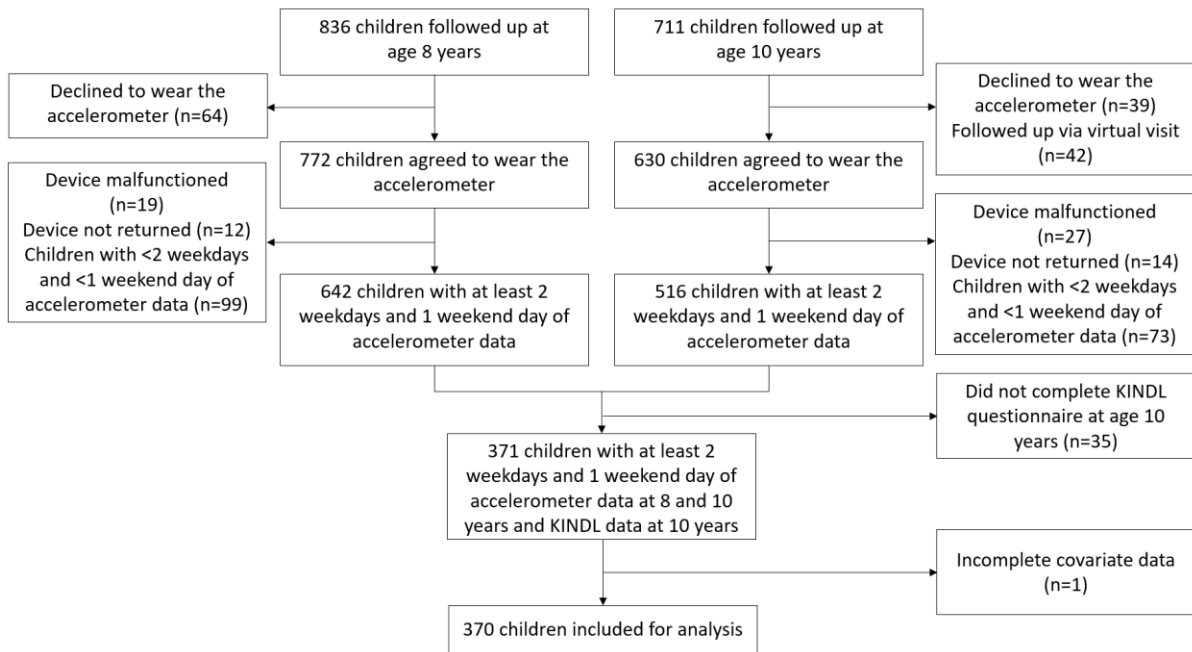 836 children followed up at
age 8 years
711 children followed up at
age 10 years
Declined to wear the
accelerometer (n=64)
Declined to wear the
accelerometer (n=39)
Followed up via virtual visit
(n=42)
772 children agreed to wear the
accelerometer
630 children agreed to wear the
accelerometer
Device malfunctioned
(n=19)
Device not returned (n=12)
Children with <2 weekdays
and <1 weekend day of
accelerometer data (n=99)
Device malfunctioned
(n=27)
Device not returned (n=14)
Children with <2 weekdays
and <1 weekend day of
accelerometer data (n=73)
642 children with at least 2
weekdays and 1 weekend day of
accelerometer data
516 children with at least 2
weekdays and 1 weekend day of
accelerometer data
Did not complete KINDL
questionnaire at age 10
years (n=35)
371 children with at least 2
weekdays and 1 weekend day of
accelerometer data at 8 and 10
years and KINDL data at 10 years
Incomplete covariate data
(n=1)
370 children included for analysis